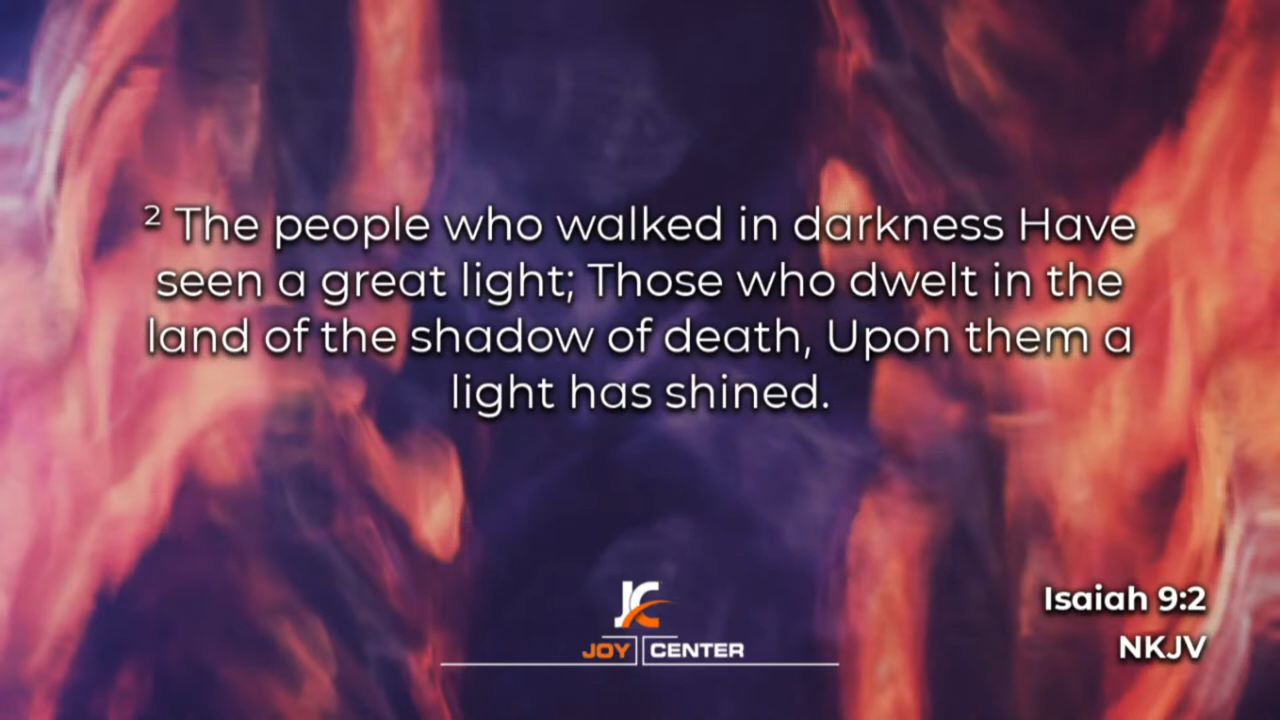 ² The people who walked in darkness Have
seen a great light; Those who dwelt in the
land of the shadow of death, Upon them a
light has shined.
JC
JOY CENTER
Isaiah 9:2
NKJV